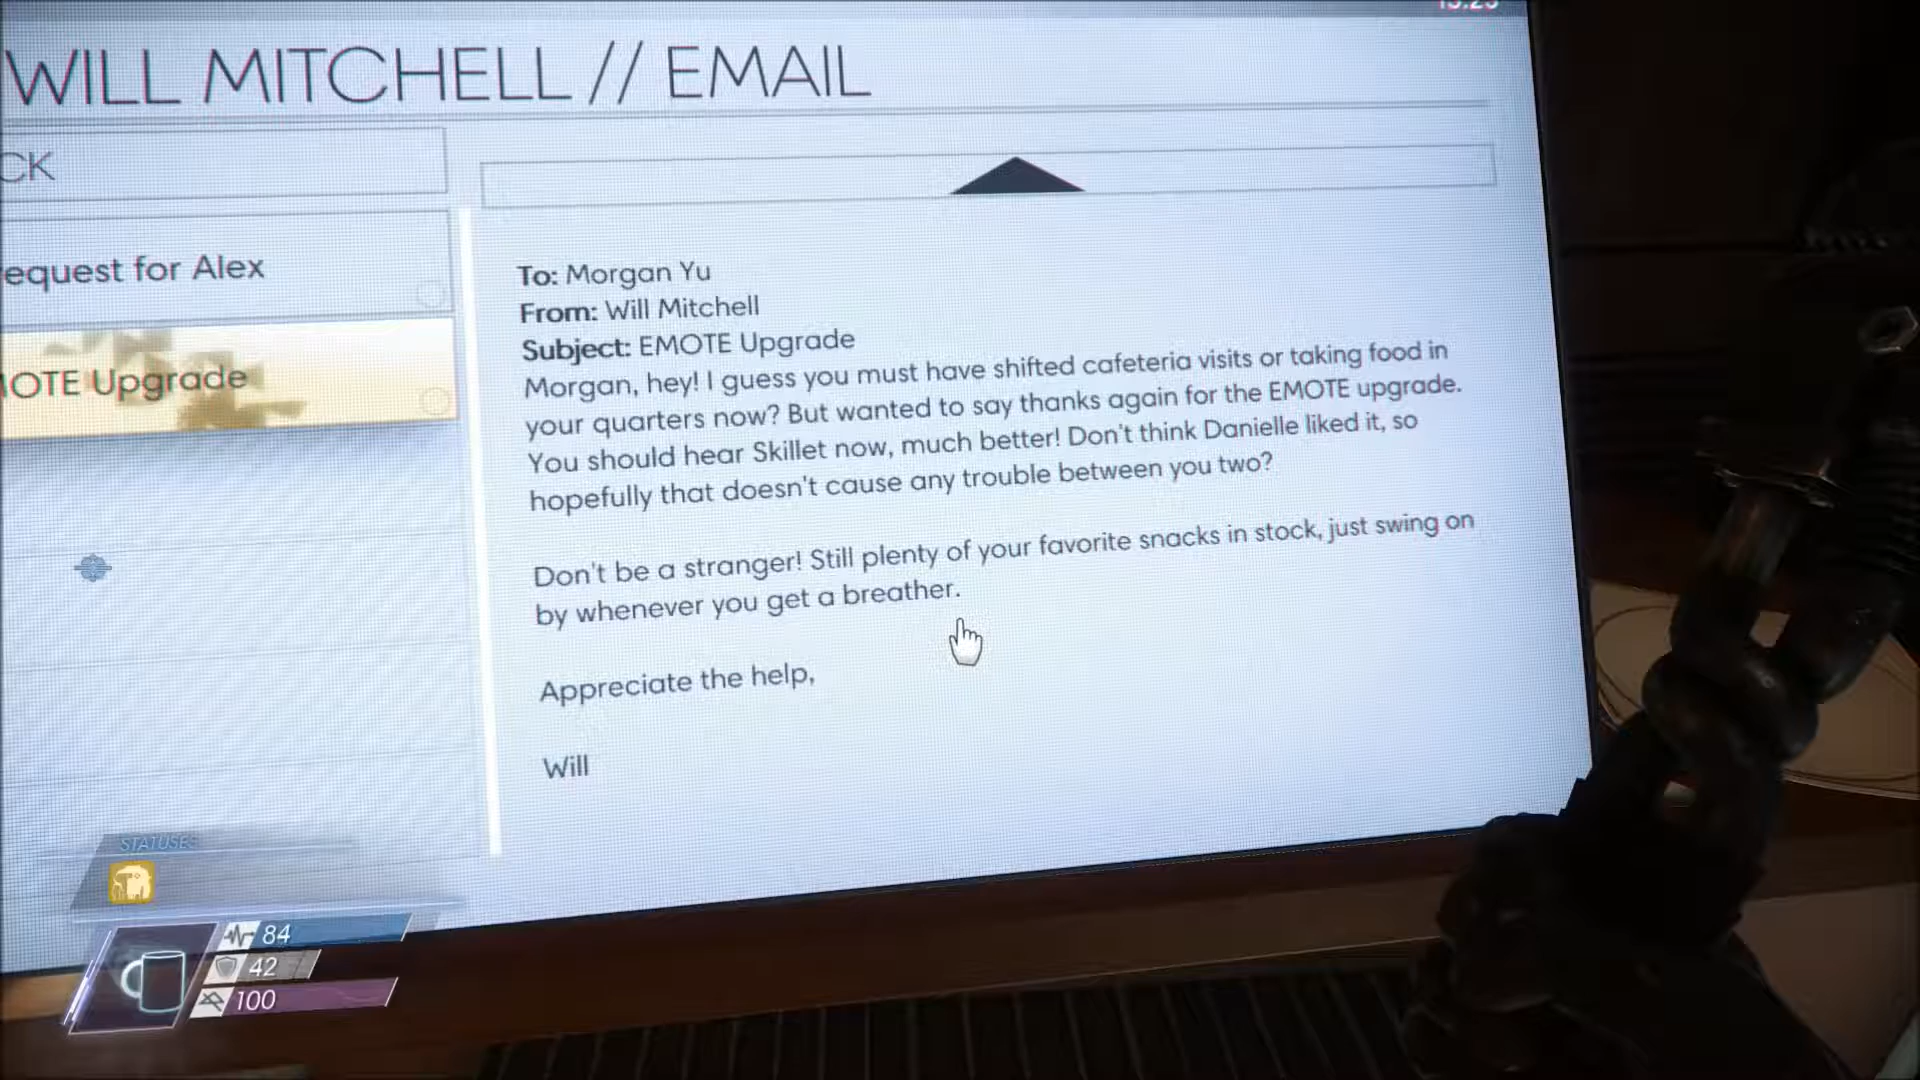 WILL MITCHELL // EMAIL
CK
equest for Alex
OTE Upgrade
To: Morgan Yu
From: Will Mitchell
Subject: EMOTE Upgrade
Morgan, hey! I guess you must have shifted cafeteria visits or taking food in
your quarters now? But wanted to say thanks again for the EMOTE upgrade.
You should hear Skillet now, much better! Don't think Danielle liked it, so
hopefully that doesn't cause any trouble between you two?
Don't be a stranger! Still plenty of your favorite snacks in stock, just swing on
by whenever you get a breather.
Appreciate the help,
Will
STATUSES
84
42
100